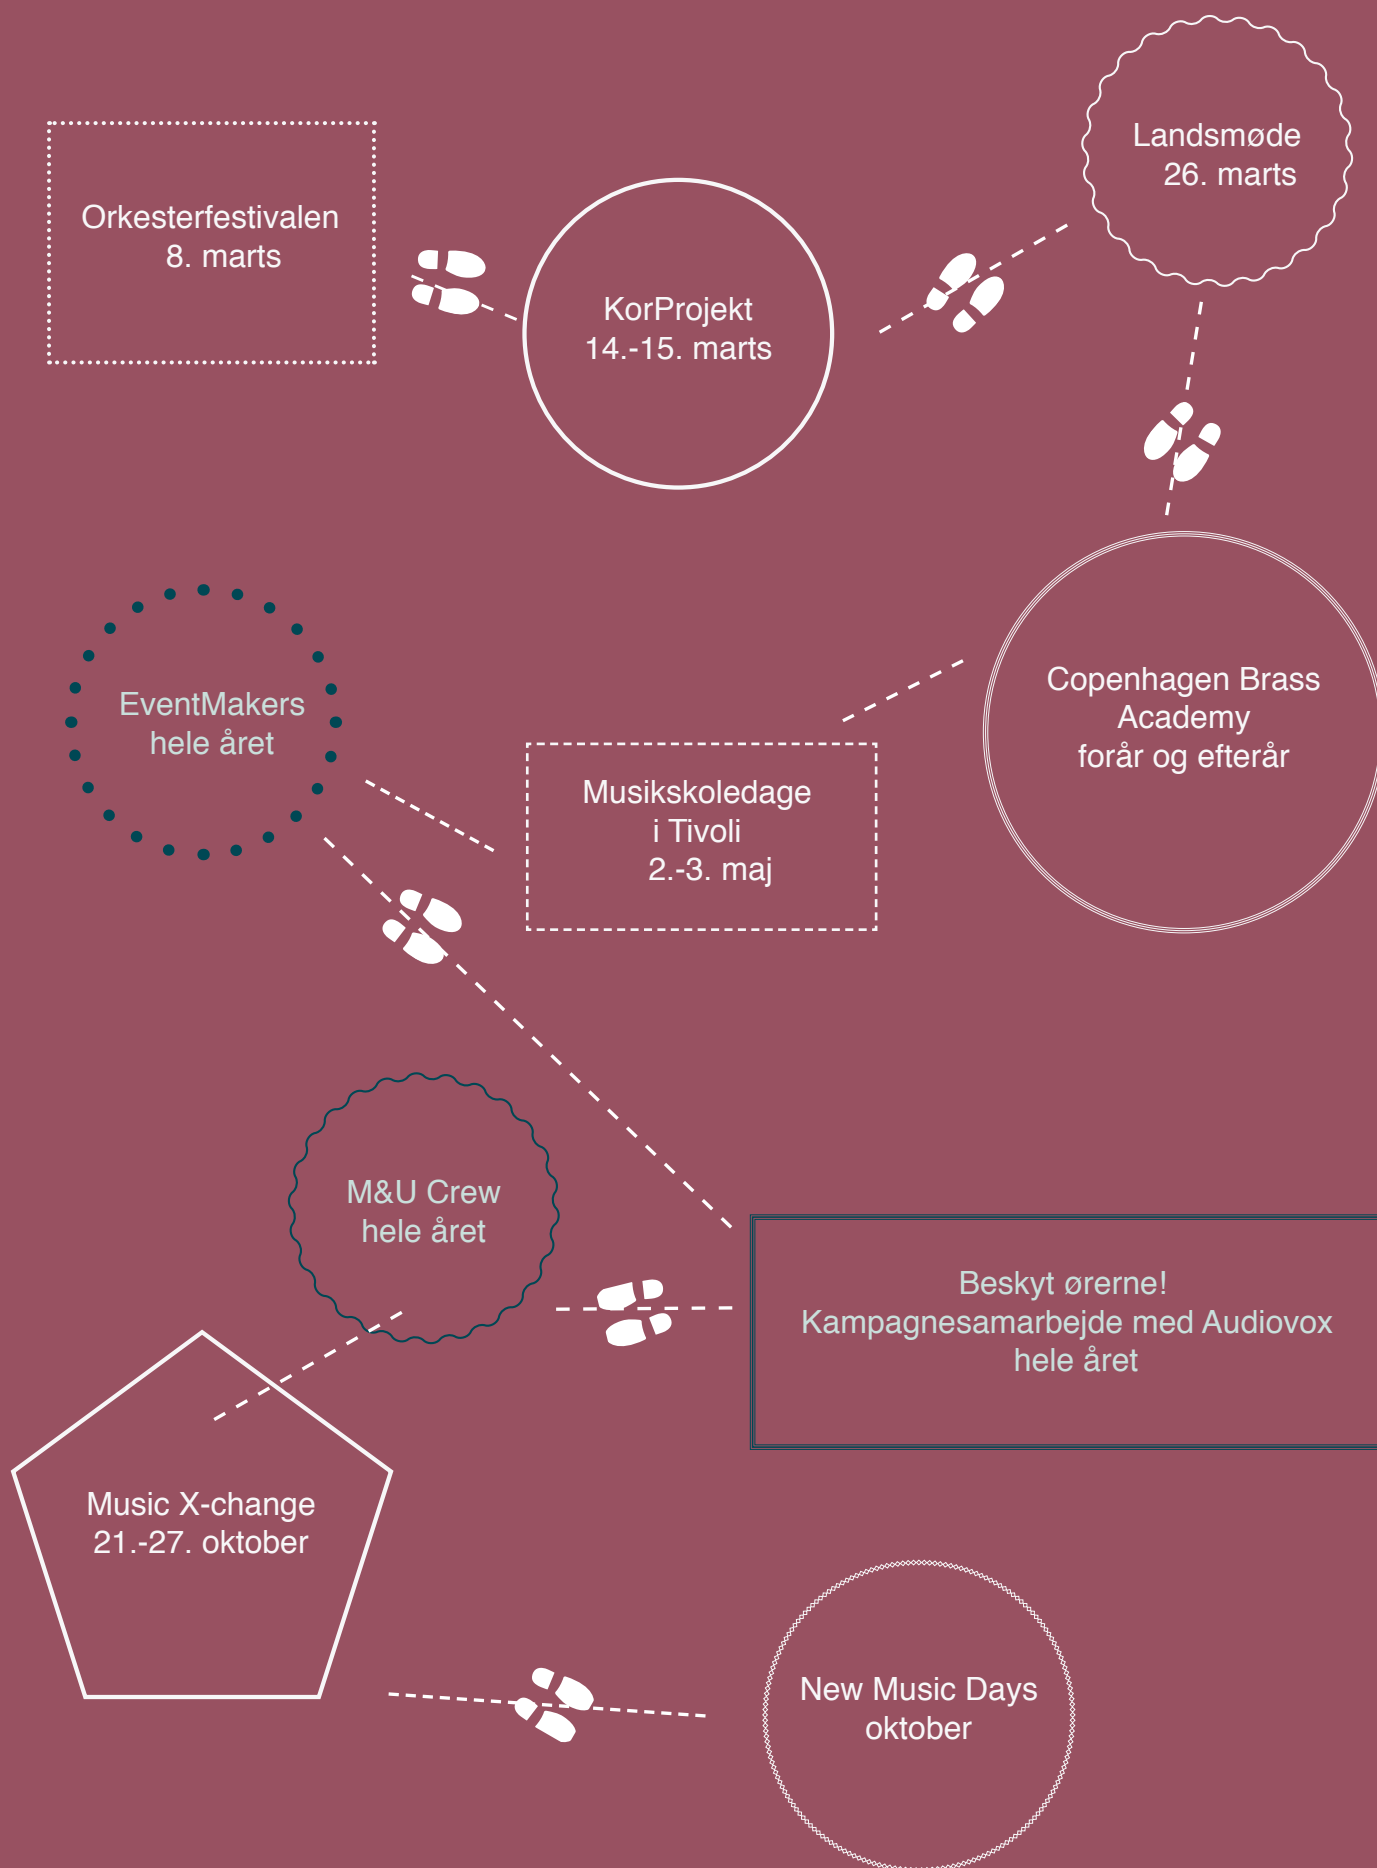 Orkesterfestivalen
8. marts
KorProjekt
14.-15. marts
Landsmøde
26. marts
Copenhagen Brass
Academy
forår og efterår
Musikskoledage
i Tivoli
2.-3. maj
EventMakers
hele året
Beskyt ørerne!
Kampagnesamarbejde med Audiovox
hele året
M&U Crew
hele året
Music X-change
21.-27. oktober
New Music Days
oktober